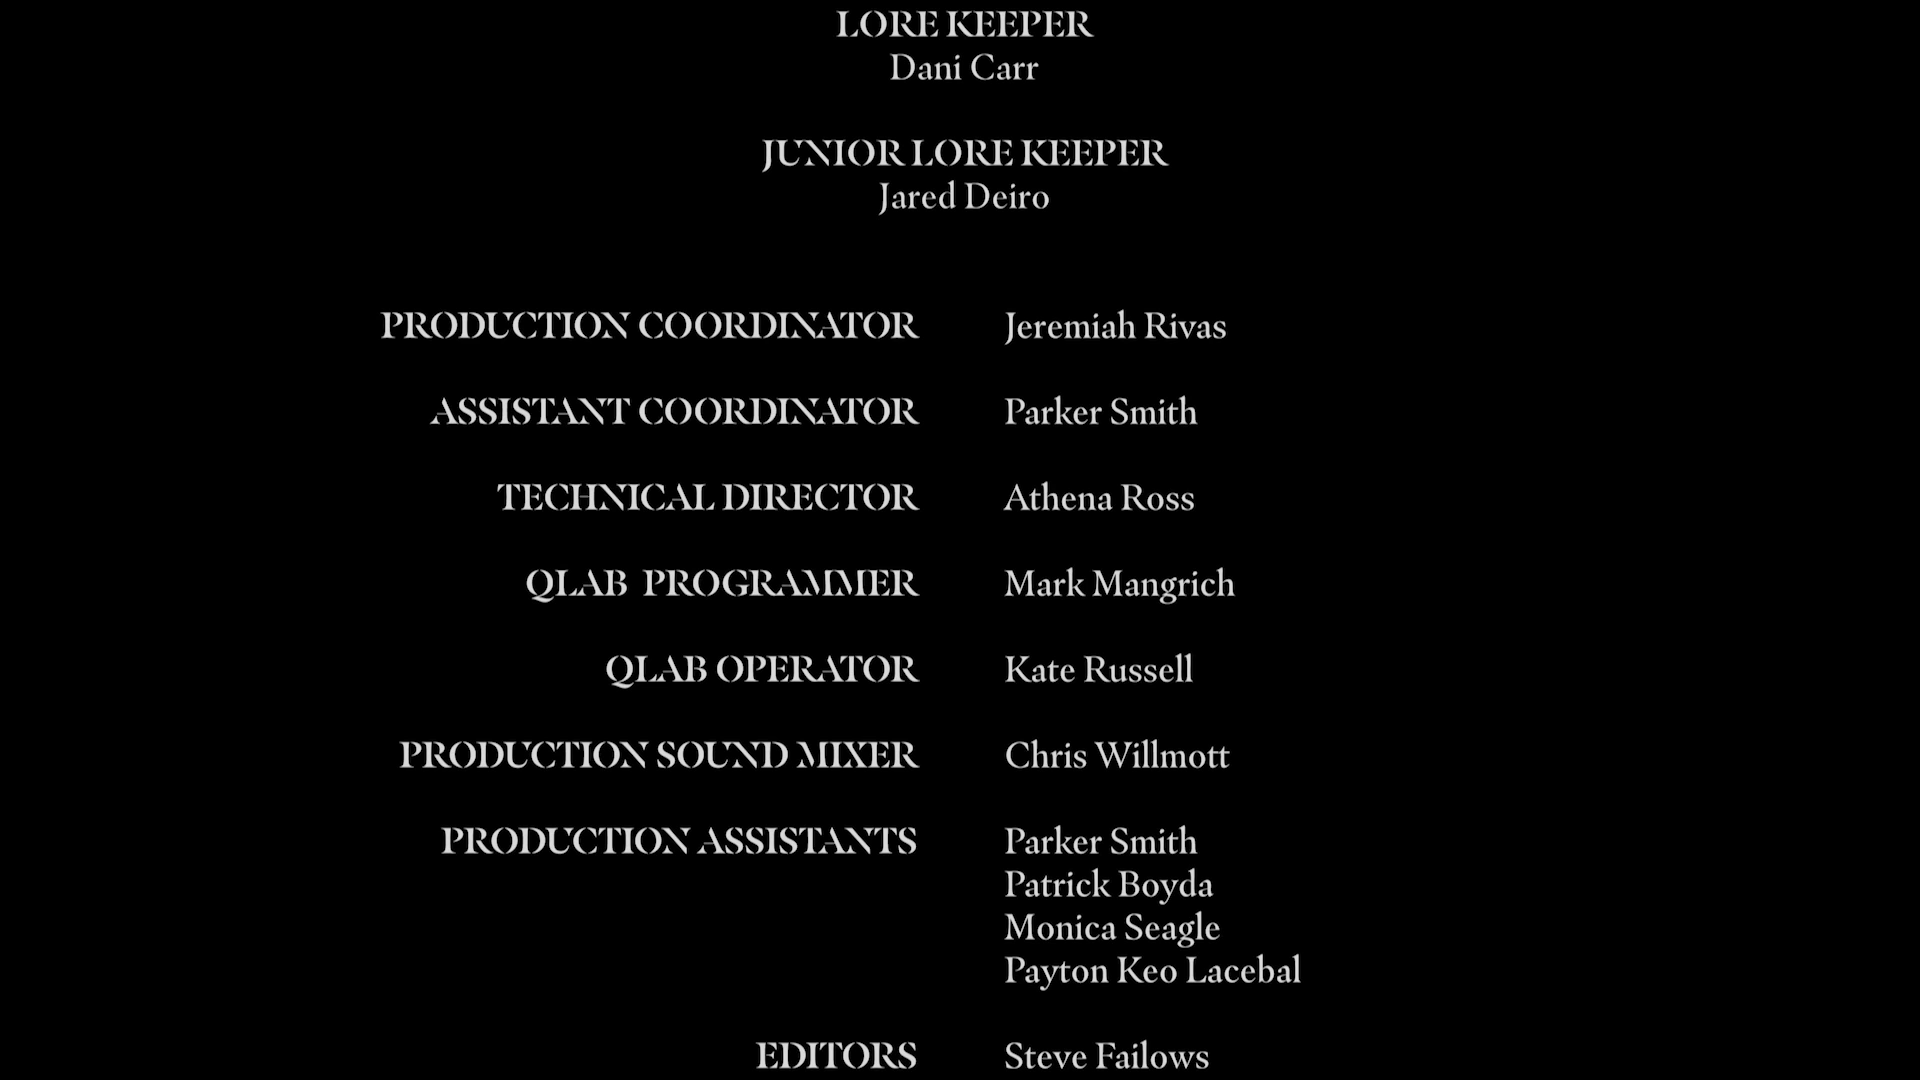 LORE KEEPER
Dani Carr
JUNIOR LORE KEEPER
Jared Deiro
PRODUCTION COORDINATOR Jeremiah Rivas
ASSISTANT COORDINATOR Parker Smith
TECHNICAL DIRECTOR Athena Ross
QLAB PROGRAMMER Mark Mangrich
QLAB OPERATOR Kate Russell
PRODUCTION SOUND MIXER Chris Willmott
PRODUCTION ASSISTANTS Parker Smith
Patrick Boyda
Monica Seagle
Payton Keo Lacebal
EDITORS Steve Failows